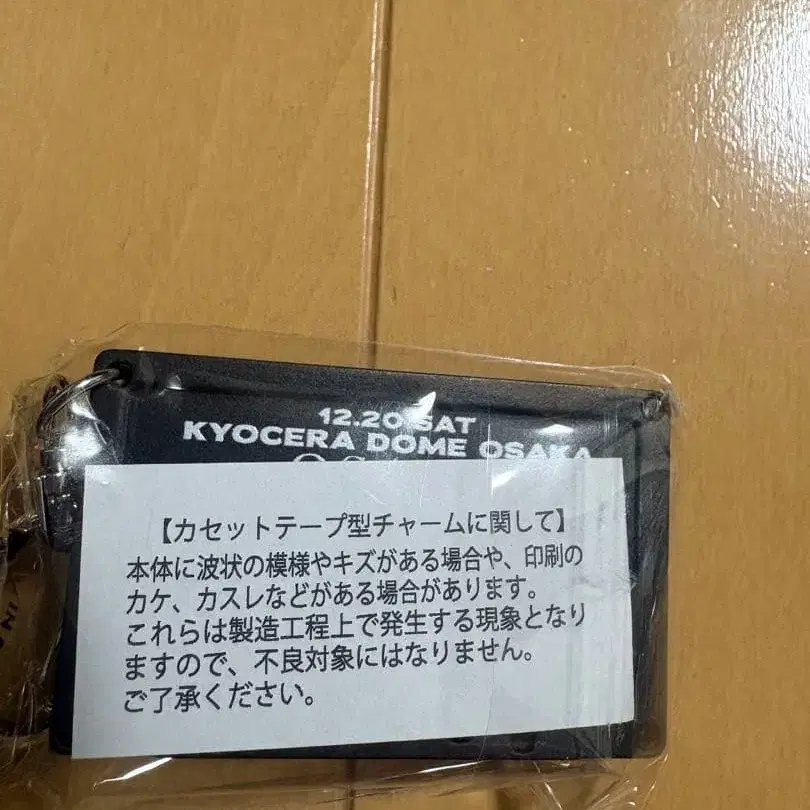 12.20 SAT
KYOCERA DOME OSAKA
【カセットテープ型チャームに関して】
本体に波状の模様やキズがある場合や、印刷の
カケ、カスレなどがある場合があります。
これらは製造工程上で発生する現象となり
ますので、不良対象にはなりません。
ご了承ください。